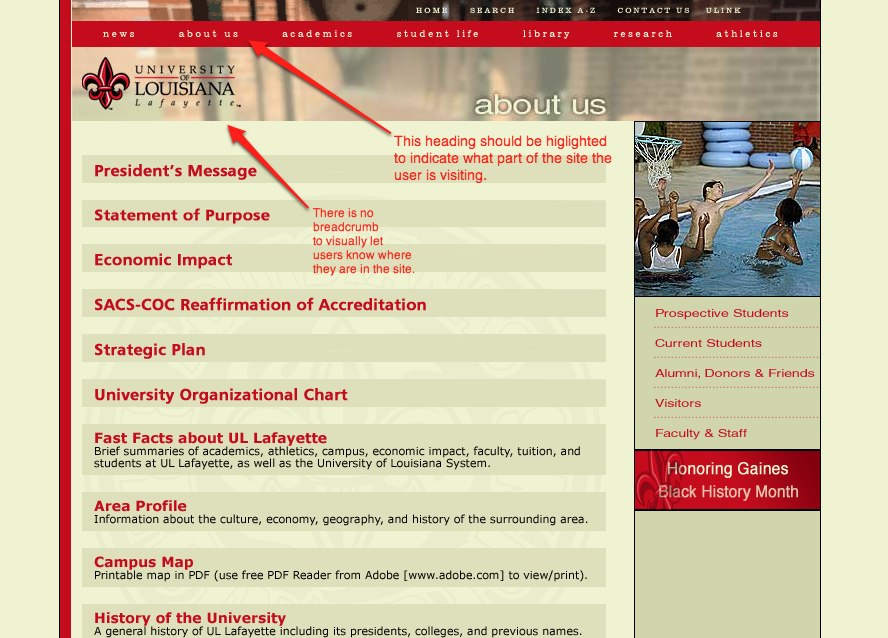 HOME SEARCH INDEX A-Z CONTACT US ULINK
news about us academics student life library research athletics
UNIVERSITY
OF
LOUISIANA
Lafayette™
about us
This heading should be higlighted
to indicate what part of the site the
user is visiting.
President's Message
There is no
breadcrumb
to visually let
users know where
they are in the site.
Statement of Purpose
Economic Impact
SACS-COC Reaffirmation of Accreditation
Strategic Plan
University Organizational Chart
Fast Facts about UL Lafayette
Brief summaries of academics, athletics, campus, economic impact, faculty, tuition, and
students at UL Lafayette, as well as the University of Louisiana System.
Area Profile
Information about the culture, economy, geography, and history of the surrounding area.
Campus Map
Printable map in PDF (use free PDF Reader from Adobe [www.adobe.com] to view/print).
History of the University
A general history of UL Lafayette including its presidents, colleges, and previous names.
Prospective Students
Current Students
Alumni, Donors & Friends
Visitors
Faculty & Staff
Honoring Gaines
Black History Month